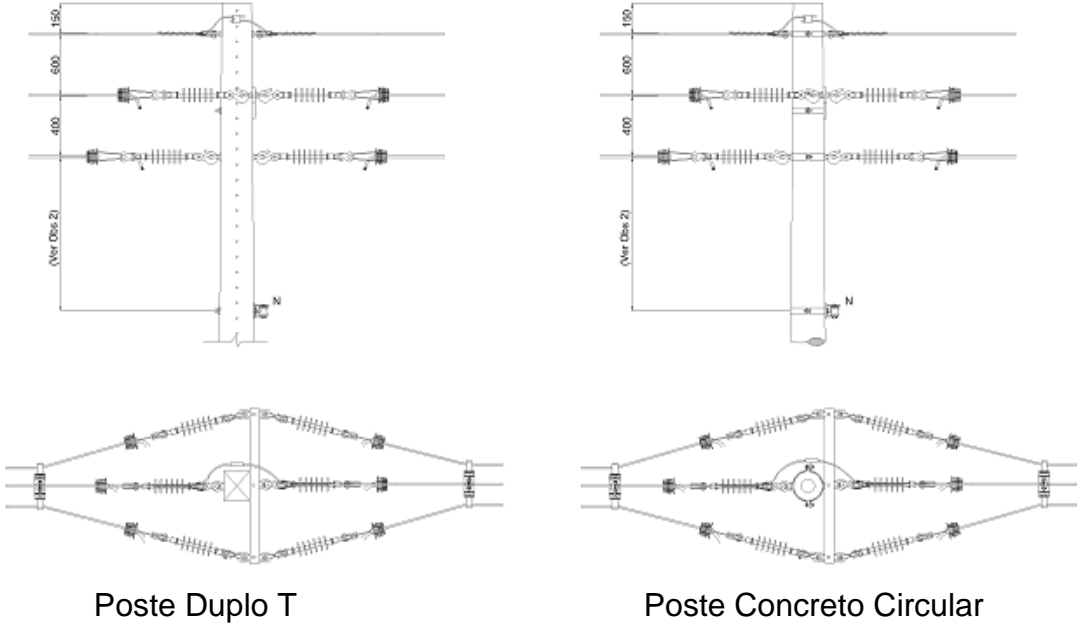 150
600
400
(Ver Obs 2)
N
150
600
400
(Ver Obs 2)
N
Poste Duplo T
Poste Concreto Circular